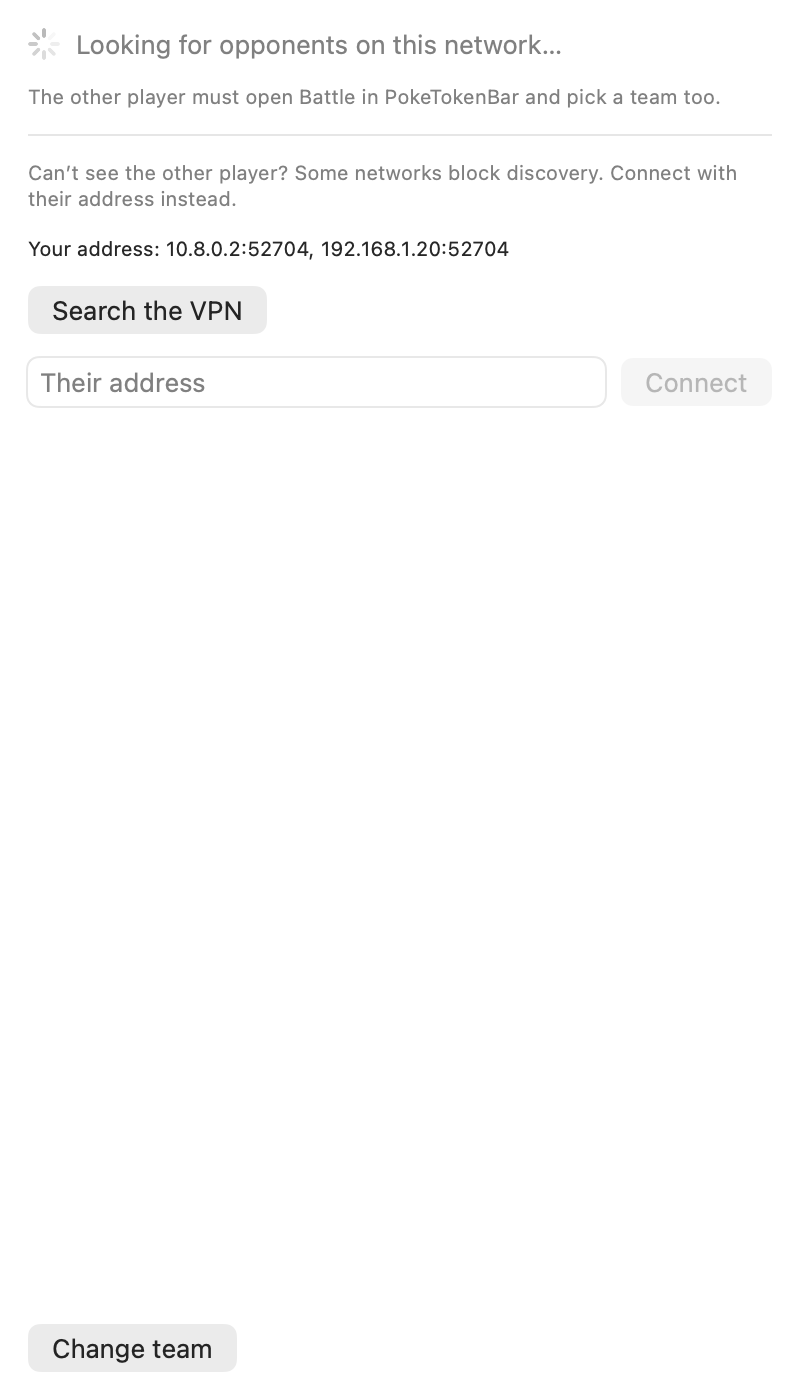 Looking for opponents on this network…
The other player must open Battle in PokeTokenBar and pick a team too.
Can’t see the other player? Some networks block discovery. Connect with
their address instead.
Your address: 10.8.0.2:52704, 192.168.1.20:52704
Search the VPN
Their address
Connect
Change team